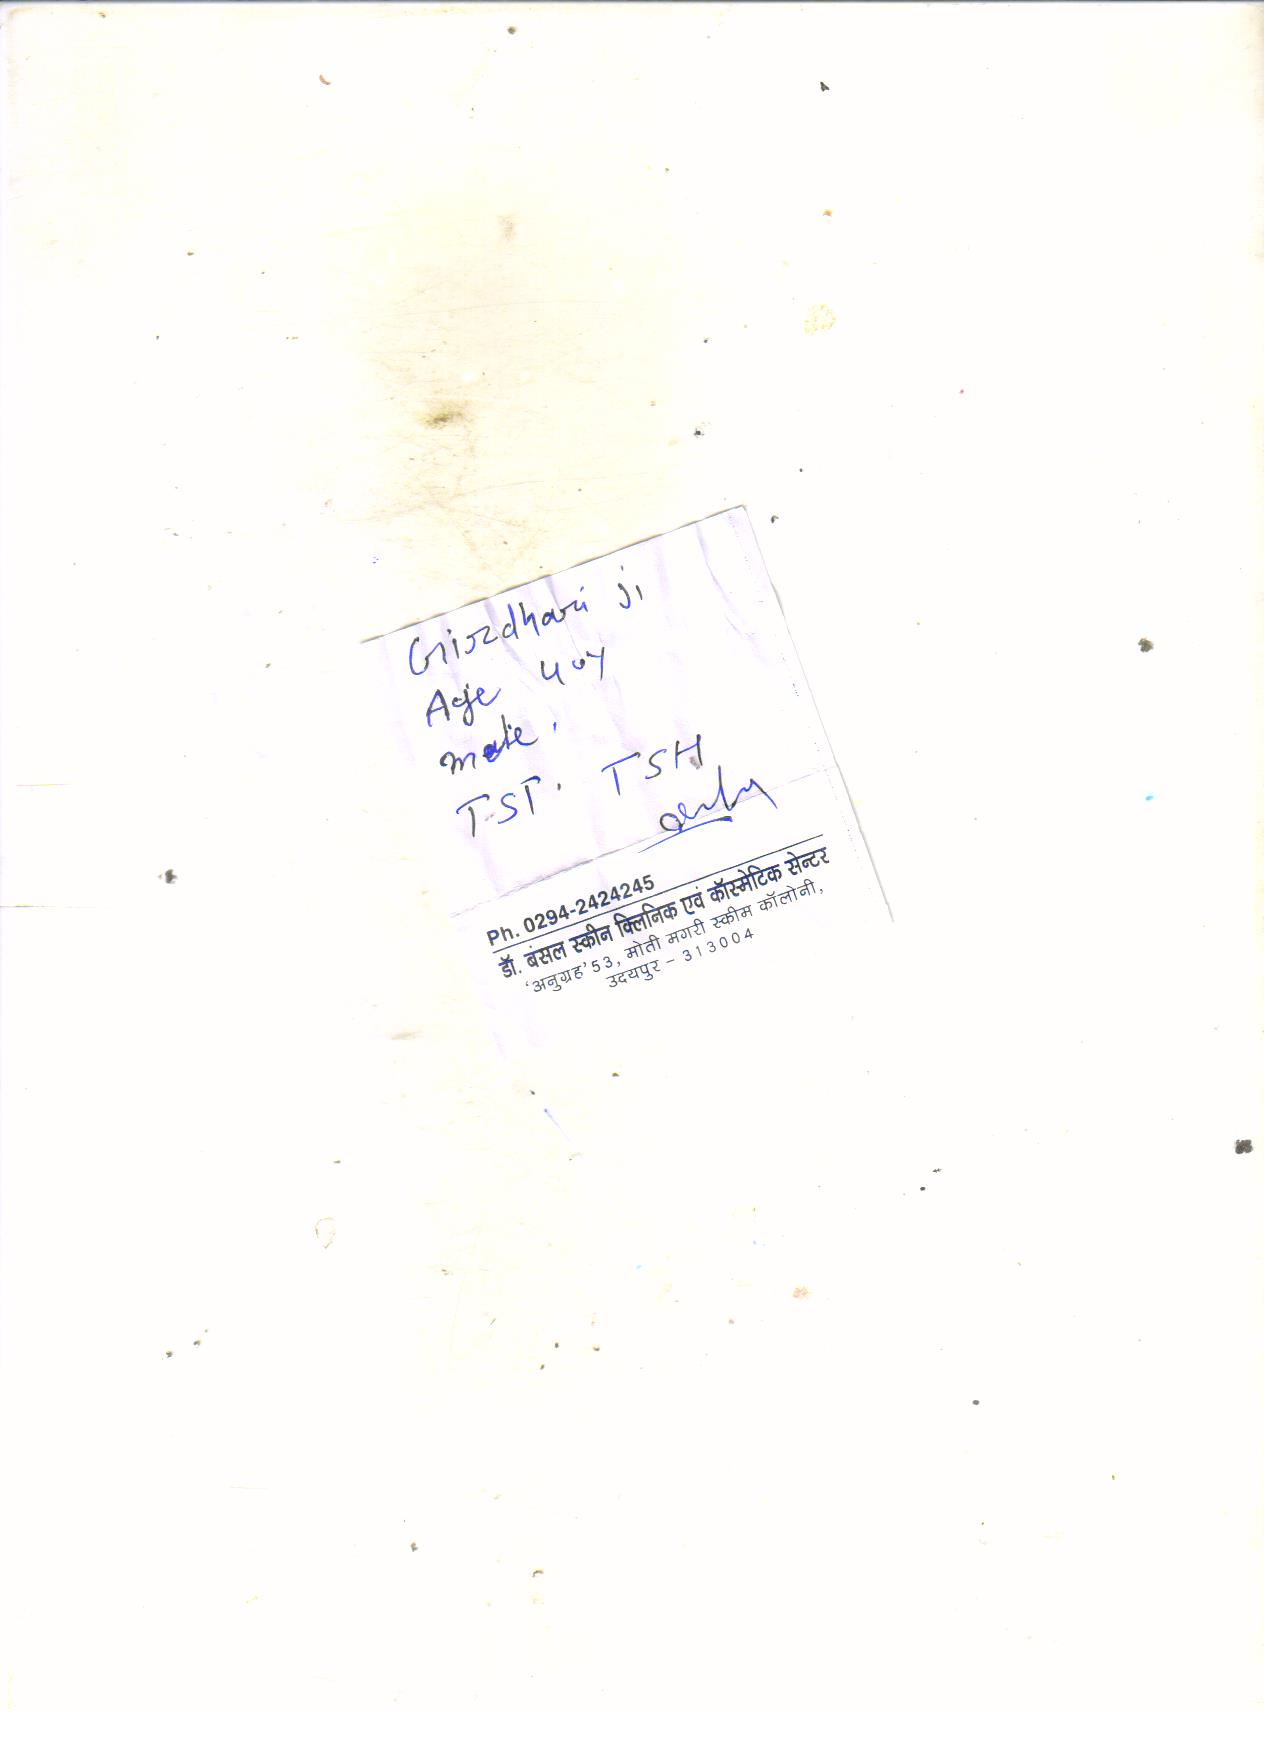 Girdhari ji
Age 40y
male.
TST. TSH
Ph. 0294-2424245
डॉ. बंसल स्कीन क्लिनिक एवं कॉस्मेटिक सेन्टर
'अनुग्रह' 53, मोती मगरी स्कीम कॉलोनी,
उदयपुर – 313004